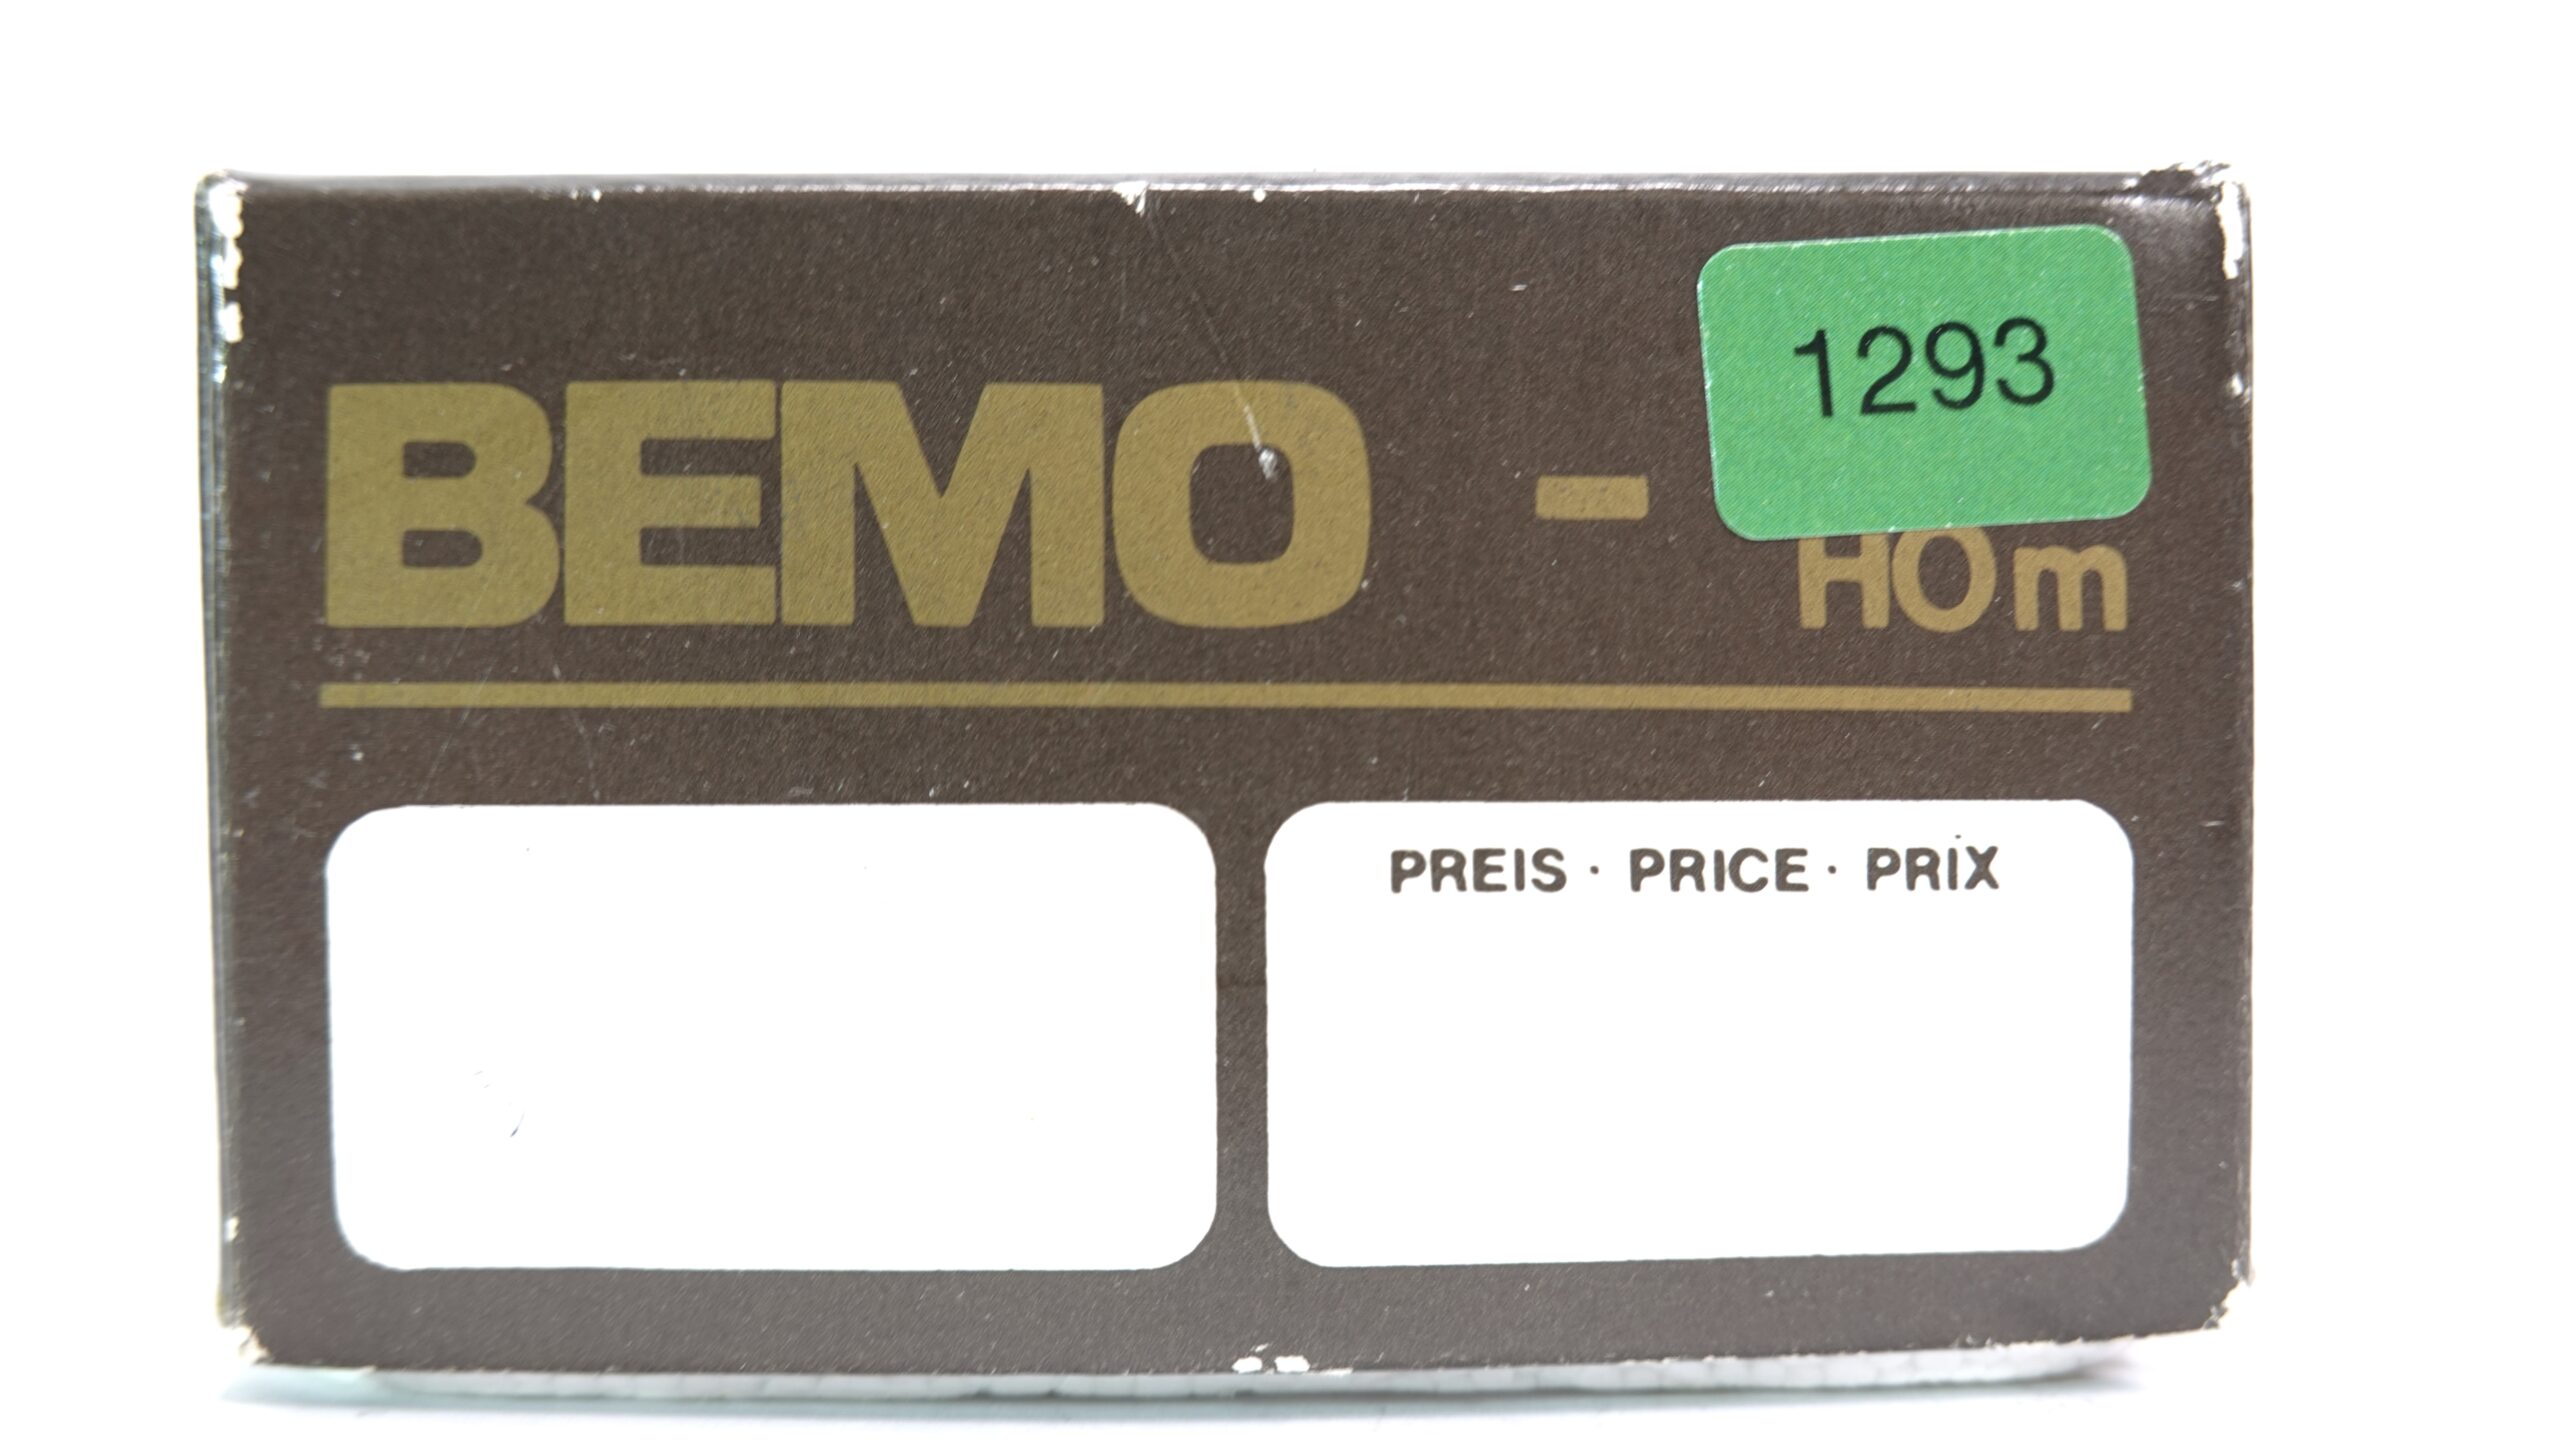 1293
BEMO - HOm
PREIS · PRICE · PRIX